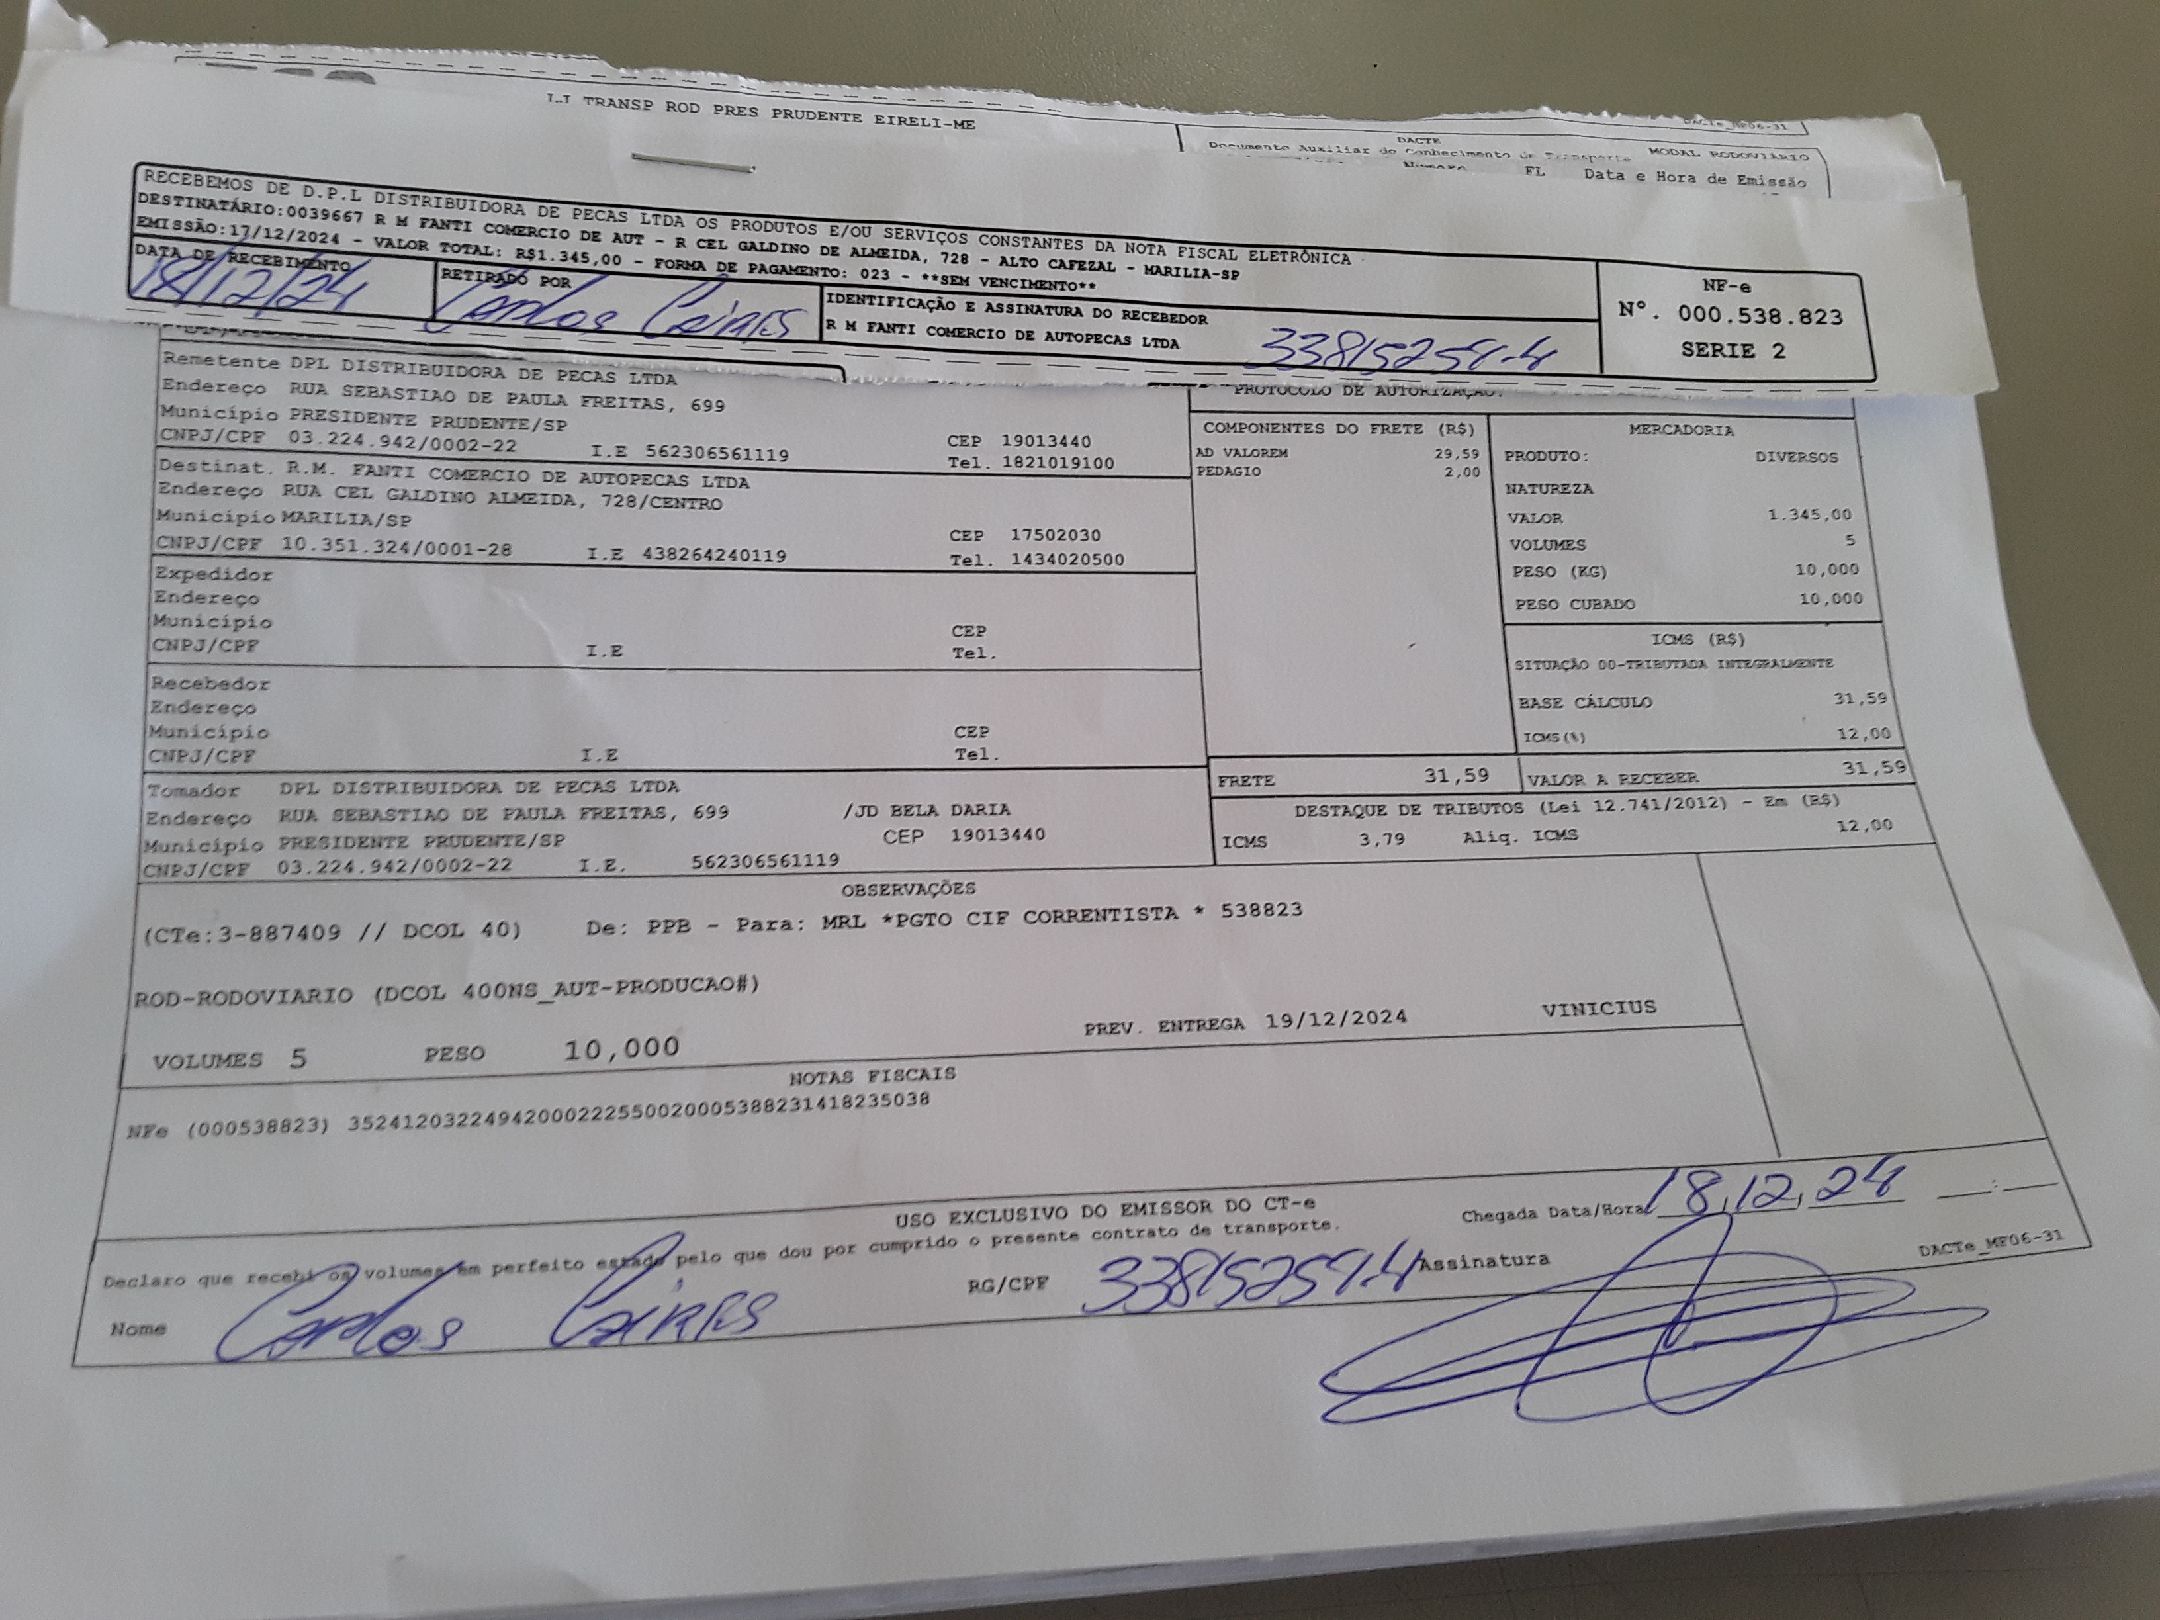 TRANSP ROD PRES PRUDENTE EIRELI-ME
DACTe_MF06-31
DACTE
MODAL RODOVIÁRIO
Documento Auxiliar do Conhecimento de Transporte
FL Data e Hora de Emissão
RECEBEMOS DE D.P.L DISTRIBUIDORA DE PECAS LTDA OS PRODUTOS E/OU SERVIÇOS CONSTANTES DA NOTA FISCAL ELETRÔNICA
DESTINATÁRIO:0039667 R M FANTI COMERCIO DE AUT - R CEL GALDINO DE ALMEIDA, 728 - ALTO CAFEZAL - MARILIA-SP
EMISSÃO:17/12/2024 - VALOR TOTAL: R$1.345,00 - FORMA DE PAGAMENTO: 023 - **SEM VENCIMENTO**
DATA DE RECEBIMENTO
18/12/24
RETIRADO POR
Carlos Caires
IDENTIFICAÇÃO E ASSINATURA DO RECEBEDOR
R M FANTI COMERCIO DE AUTOPECAS LTDA
NF-e
Nº. 000.538.823
SERIE 2
Remetente DPL DISTRIBUIDORA DE PECAS LTDA
Endereço RUA SEBASTIAO DE PAULA FREITAS, 699
Município PRESIDENTE PRUDENTE/SP CEP 19013440
CNPJ/CPF 03.224.942/0002-22 I.E 562306561119 Tel. 1821019100
Destinat. R.M. FANTI COMERCIO DE AUTOPECAS LTDA
Endereço RUA CEL GALDINO ALMEIDA, 728/CENTRO
Município MARILIA/SP CEP 17502030
CNPJ/CPF 10.351.324/0001-28 I.E 438264240119 Tel. 1434020500
Expedidor
Endereço
Município CEP
CNPJ/CPF I.E Tel.
Recebedor
Endereço
Município CEP
CNPJ/CPF I.E Tel.
Tomador DPL DISTRIBUIDORA DE PECAS LTDA
Endereço RUA SEBASTIAO DE PAULA FREITAS, 699 /JD BELA DARIA
Município PRESIDENTE PRUDENTE/SP CEP 19013440
CNPJ/CPF 03.224.942/0002-22 I.E. 562306561119
PROTOCOLO DE AUTORIZAÇÃO:
COMPONENTES DO FRETE (R$)
AD VALOREM 29,59
PEDAGIO 2,00
MERCADORIA
PRODUTO: DIVERSOS
NATUREZA
VALOR 1.345,00
VOLUMES 5
PESO (KG) 10,000
PESO CUBADO 10,000
ICMS (R$)
SITUAÇÃO 00-TRIBUTADA INTEGRALMENTE
BASE CÁLCULO 31,59
ICMS(%) 12,00
FRETE 31,59 VALOR A RECEBER 31,59
DESTAQUE DE TRIBUTOS (Lei 12.741/2012) - Em (R$)
ICMS 3,79 Aliq. ICMS 12,00
OBSERVAÇÕES
(CTe:3-887409 // DCOL 40) De: PPB - Para: MRL *PGTO CIF CORRENTISTA * 538823
ROD-RODOVIARIO (DCOL 400NS_AUT-PRODUCAO#)
VOLUMES 5 PESO 10,000 PREV. ENTREGA 19/12/2024 VINICIUS
NOTAS FISCAIS
NFe (000538823) 35241203224942000222550020005388231418235038
USO EXCLUSIVO DO EMISSOR DO CT-e
Chegada Data/Hora 18,12,24 :
Declaro que recebi os volumes em perfeito estado pelo que dou por cumprido o presente contrato de transporte.
Nome Carlos Caires RG/CPF Assinatura
DACTe_MF06-31